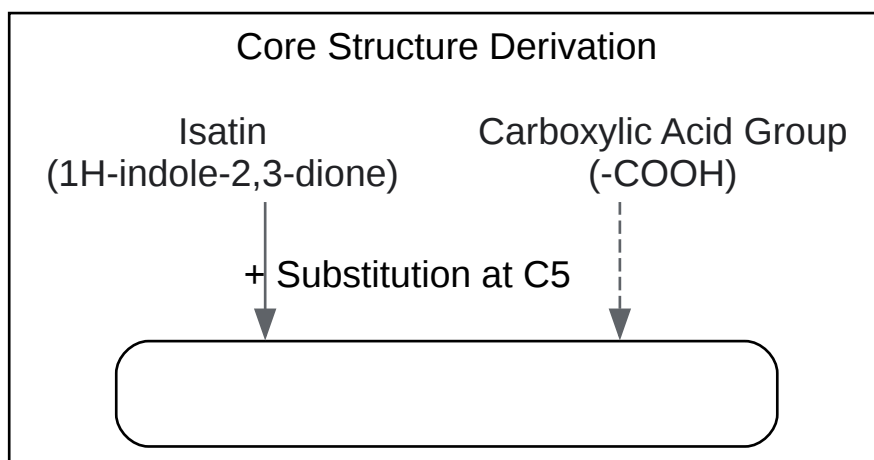 Core Structure Derivation
Isatin
(1H-indole-2,3-dione)
Carboxylic Acid Group
(-COOH)
+ Substitution at C5